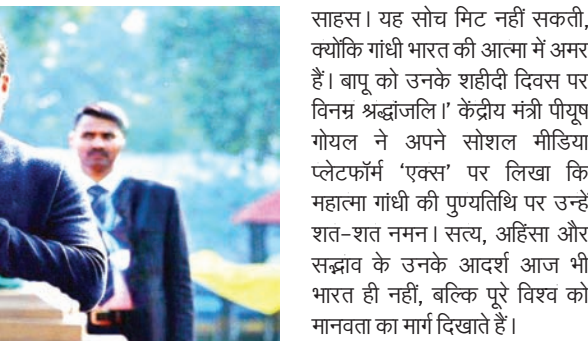 साहस। यह सोच मिट नहीं सकती,
क्योंकि गांधी भारत की आत्मा में अमर
हैं। बापू को उनके शहीदी दिवस पर
विनम्र श्रद्धांजलि।’ केंद्रीय मंत्री पीयूष
गोयल ने अपने सोशल मीडिया
प्लेटफॉर्म ‘एक्स’ पर लिखा कि
महात्मा गांधी की पुण्यतिथि पर उन्हें
शत-शत नमन। सत्य, अहिंसा और
सद्भाव के उनके आदर्श आज भी
भारत ही नहीं, बल्कि पूरे विश्व को
मानवता का मार्ग दिखाते हैं।